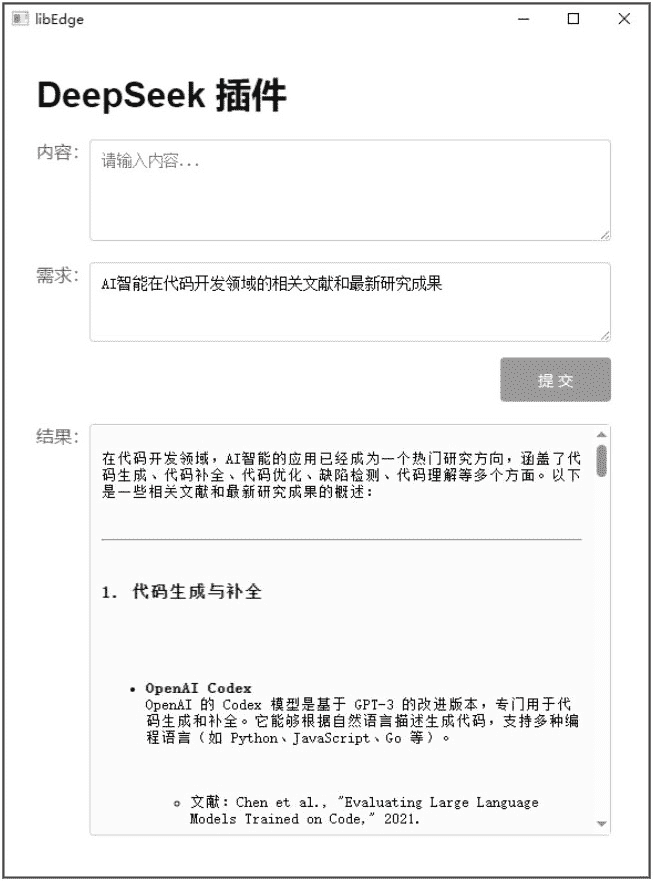 libEdge
DeepSeek 插件
内容：
请输入内容...
需求：
AI智能在代码开发领域的相关文献和最新研究成果
提 交
结果：
在代码开发领域，AI智能的应用已经成为一个热门研究方向，涵盖了代
码生成、代码补全、代码优化、缺陷检测、代码理解等多个方面。以下
是一些相关文献和最新研究成果的概述：
1. 代码生成与补全
• OpenAI Codex
OpenAI 的 Codex 模型是基于 GPT-3 的改进版本，专门用于代
码生成和补全。它能够根据自然语言描述生成代码，支持多种编
程语言（如 Python、JavaScript、Go 等）。
○ 文献：Chen et al., "Evaluating Large Language
Models Trained on Code," 2021.